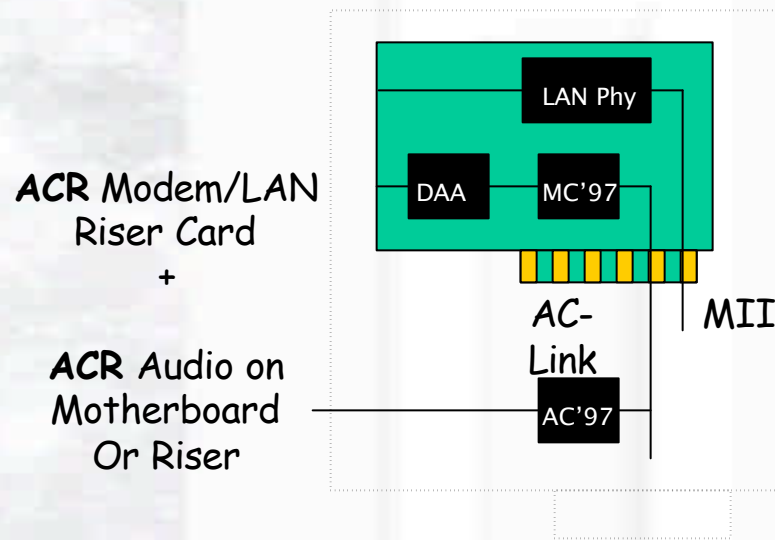 ACR Modem/LAN
Riser Card
+
ACR Audio on
Motherboard
Or Riser
LAN Phy
DAA
MC'97
AC-
Link
MII
AC'97